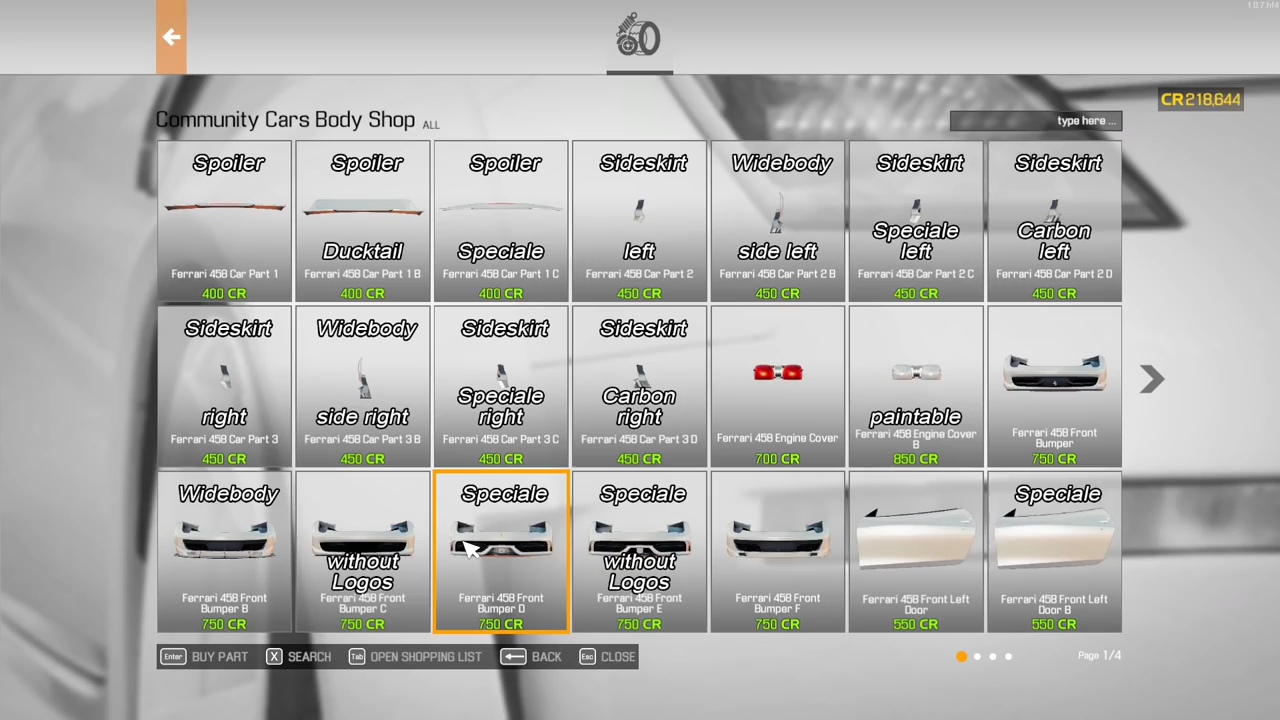 1.0.7 hf4
CR218,644
Community Cars Body Shop ALL
type here ...
Spoiler
Ferrari 458 Car Part 1
400 CR
Spoiler
Ducktail
Ferrari 458 Car Part 1 B
400 CR
Spoiler
Speciale
Ferrari 458 Car Part 1 C
400 CR
Sideskirt
left
Ferrari 458 Car Part 2
450 CR
Widebody
side left
Ferrari 458 Car Part 2 B
450 CR
Sideskirt
Speciale
left
Ferrari 458 Car Part 2 C
450 CR
Sideskirt
Carbon
left
Ferrari 458 Car Part 2 D
450 CR
Sideskirt
right
Ferrari 458 Car Part 3
450 CR
Widebody
side right
Ferrari 458 Car Part 3 B
450 CR
Sideskirt
Speciale
right
Ferrari 458 Car Part 3 C
450 CR
Sideskirt
Carbon
right
Ferrari 458 Car Part 3 D
450 CR
Ferrari 458 Engine Cover
700 CR
paintable
Ferrari 458 Engine Cover
B
850 CR
Ferrari 458 Front
Bumper
750 CR
Widebody
Ferrari 458 Front
Bumper B
750 CR
without
Logos
Ferrari 458 Front
Bumper C
750 CR
Speciale
Ferrari 458 Front
Bumper D
750 CR
Speciale
without
Logos
Ferrari 458 Front
Bumper E
750 CR
Ferrari 458 Front
Bumper F
750 CR
Ferrari 458 Front Left
Door
550 CR
Speciale
Ferrari 458 Front Left
Door B
550 CR
Enter BUY PART X SEARCH Tab OPEN SHOPPING LIST BACK Esc CLOSE
Page 1/4